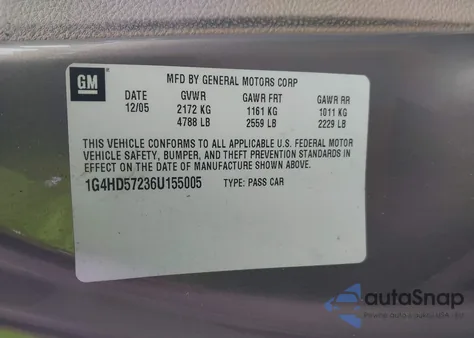 GM
MFD BY GENERAL MOTORS CORP
DATE GVWR GAWR FRT GAWR RR
12/05 2172 KG 1161 KG 1011 KG
4788 LB 2559 LB 2229 LB
THIS VEHICLE CONFORMS TO ALL APPLICABLE U.S. FEDERAL MOTOR
VEHICLE SAFETY, BUMPER, AND THEFT PREVENTION STANDARDS IN
EFFECT ON THE DATE OF MANUFACTURE SHOWN ABOVE.
1G4HD57236U155005 TYPE: PASS CAR
autoSnap